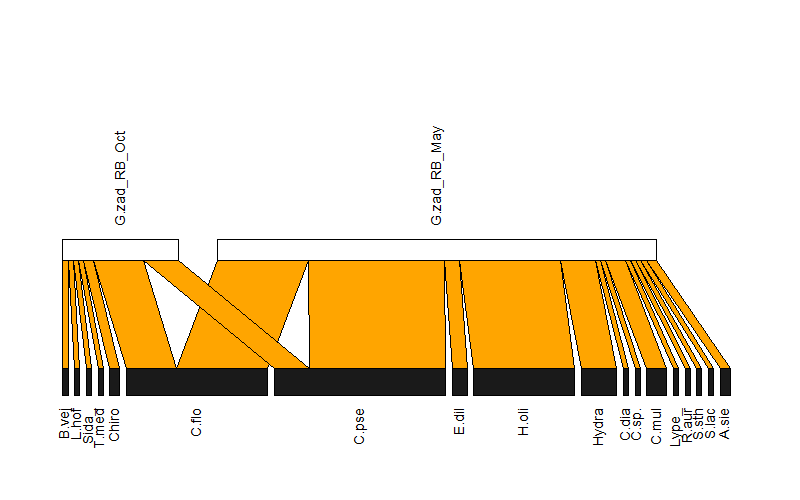 G.zad_RB_Oct
G.zad_RB_May
B.vej
L.hof
Sida
T.med
Chiro
C.flo
C.pse
E.dil
H.oli
Hydra
C.dia
C.sp.
C.mul
Lype
R.aur
S.sth
S.lac
A.sie